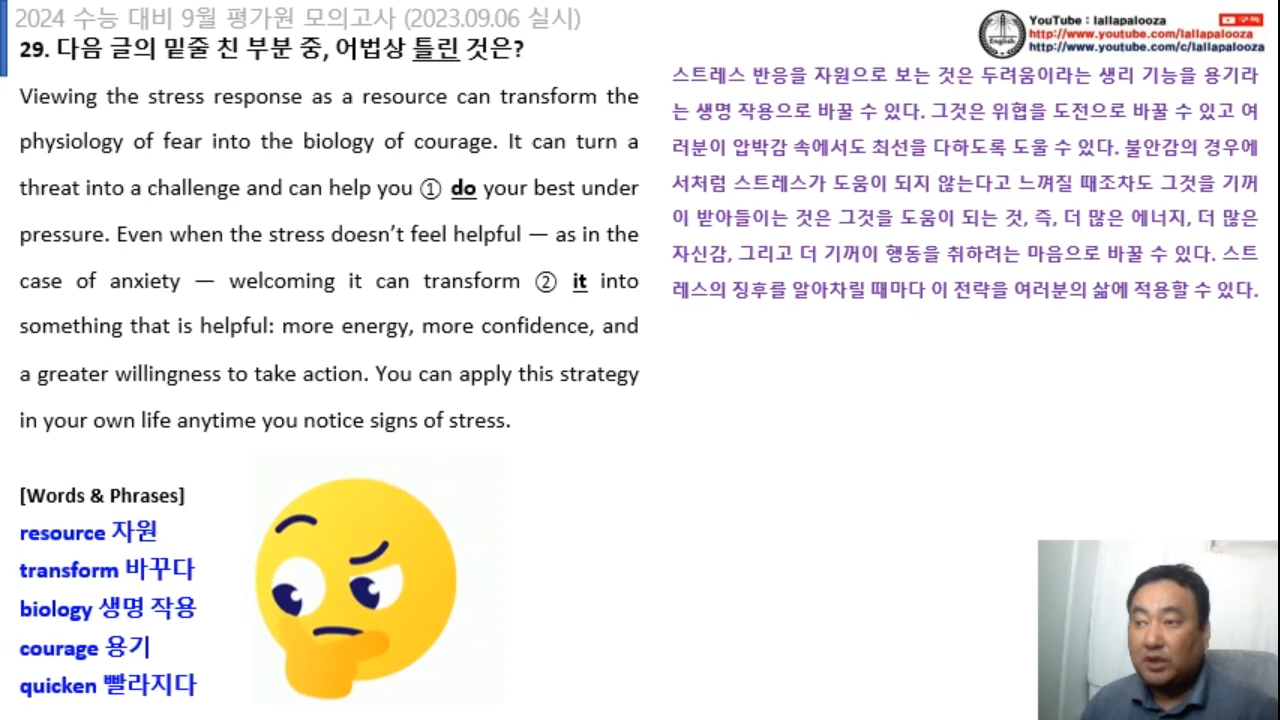 2024 수능 대비 9월 평가원 모의고사 (2023.09.06 실시)
29. 다음 글의 밑줄 친 부분 중, 어법상 틀린 것은?
Viewing the stress response as a resource can transform the
physiology of fear into the biology of courage. It can turn a
threat into a challenge and can help you ① do your best under
pressure. Even when the stress doesn’t feel helpful — as in the
case of anxiety — welcoming it can transform ② it into
something that is helpful: more energy, more confidence, and
a greater willingness to take action. You can apply this strategy
in your own life anytime you notice signs of stress.
[Words & Phrases]
resource 자원
transform 바꾸다
biology 생명 작용
courage 용기
quicken 빨라지다
YouTube : lallapalooza
구독
http://www.youtube.com/lallapalooza
http://www.youtube.com/c/lallapalooza
English
스트레스 반응을 자원으로 보는 것은 두려움이라는 생리 기능을 용기라
는 생명 작용으로 바꿀 수 있다. 그것은 위협을 도전으로 바꿀 수 있고 여
러분이 압박감 속에서도 최선을 다하도록 도울 수 있다. 불안감의 경우에
서처럼 스트레스가 도움이 되지 않는다고 느껴질 때조차도 그것을 기꺼
이 받아들이는 것은 그것을 도움이 되는 것, 즉, 더 많은 에너지, 더 많은
자신감, 그리고 더 기꺼이 행동을 취하려는 마음으로 바꿀 수 있다. 스트
레스의 징후를 알아차릴 때마다 이 전략을 여러분의 삶에 적용할 수 있다.